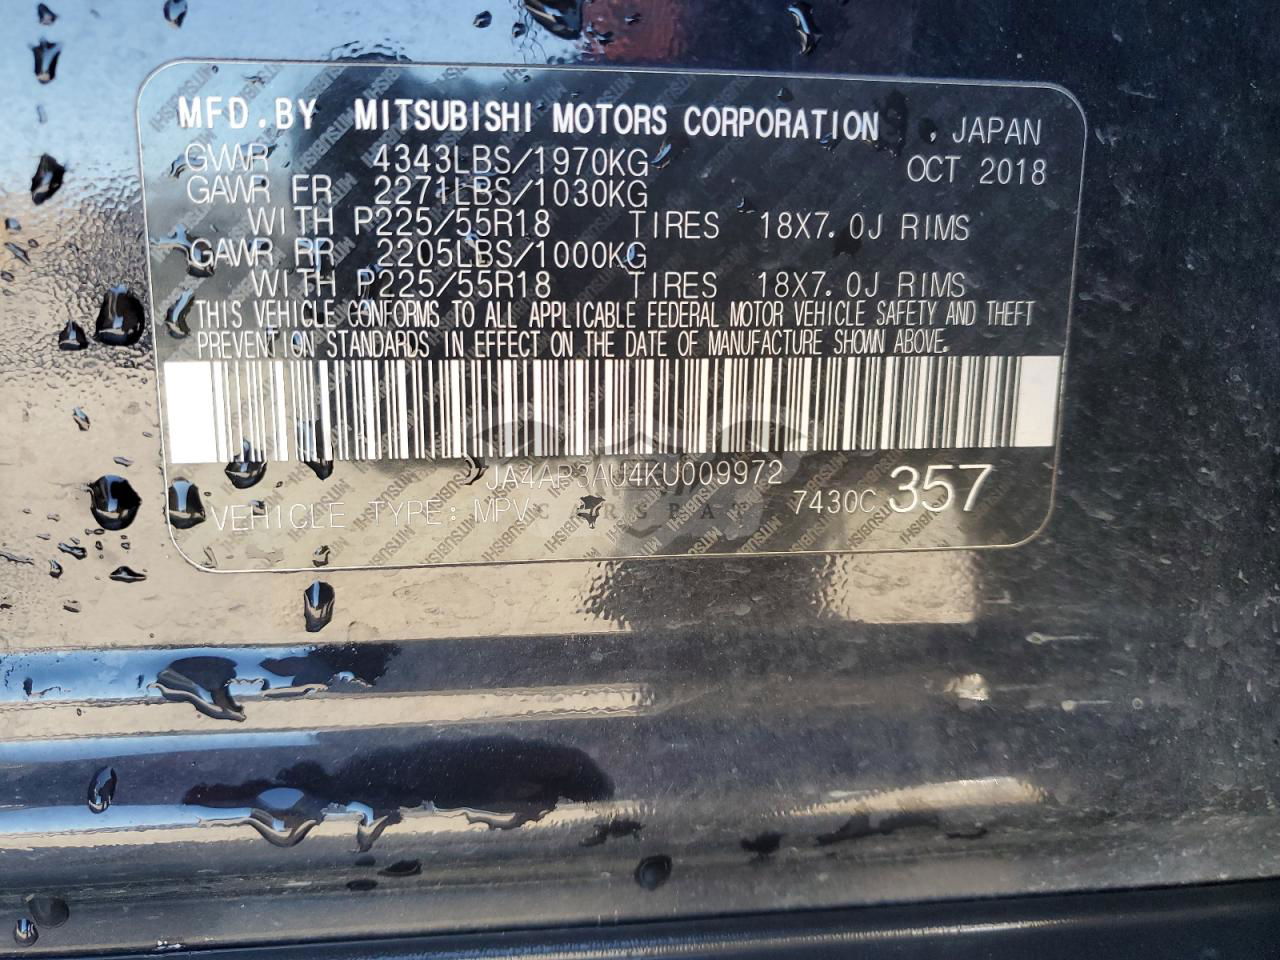 MFD.BY MITSUBISHI MOTORS CORPORATION , JAPAN
GVWR 4343LBS/1970KG OCT 2018
GAWR FR 2271LBS/1030KG
WITH P225/55R18 TIRES 18X7.0J RIMS
GAWR RR 2205LBS/1000KG
WITH P225/55R18 TIRES 18X7.0J RIMS
THIS VEHICLE CONFORMS TO ALL APPLICABLE FEDERAL MOTOR VEHICLE SAFETY AND THEFT
PREVENTION STANDARDS IN EFFECT ON THE DATE OF MANUFACTURE SHOWN ABOVE.
JA4AP3AU4KU009972
VEHICLE TYPE: MPV 7430C 357